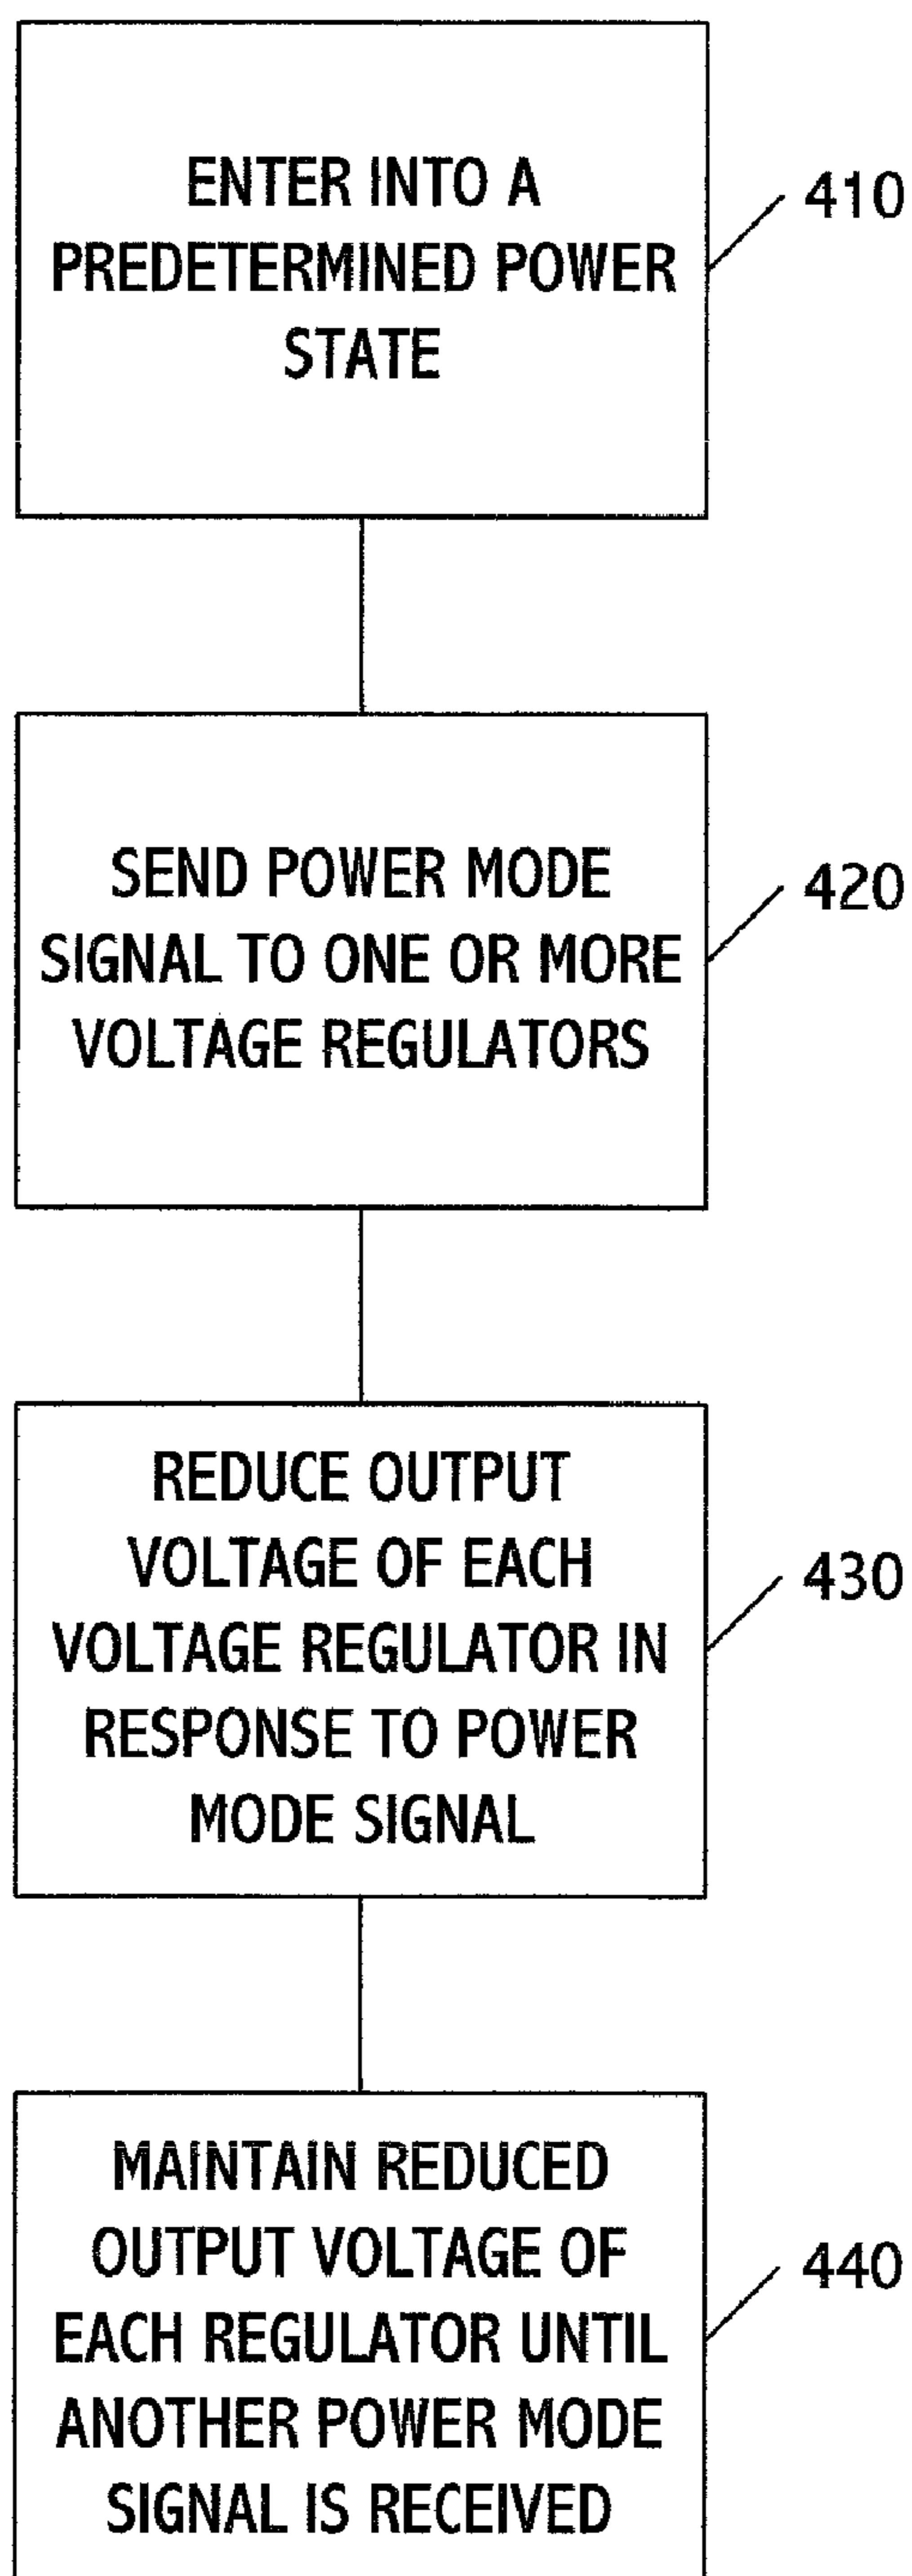 ENTER INTO A
PREDETERMINED POWER
STATE
410
SEND POWER MODE
SIGNAL TO ONE OR MORE
VOLTAGE REGULATORS
420
REDUCE OUTPUT
VOLTAGE OF EACH
VOLTAGE REGULATOR IN
RESPONSE TO POWER
MODE SIGNAL
430
MAINTAIN REDUCED
OUTPUT VOLTAGE OF
EACH REGULATOR UNTIL
ANOTHER POWER MODE
SIGNAL IS RECEIVED
440